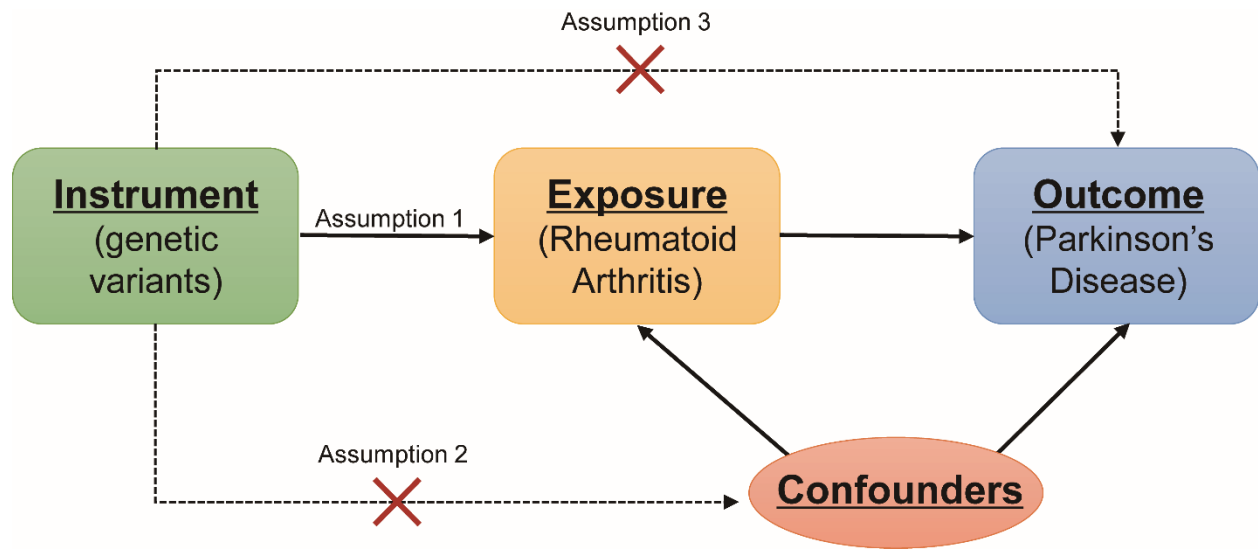 Assumption 3
Instrument
(genetic
variants)
Assumption 1
Exposure
(Rheumatoid
Arthritis)
Outcome
(Parkinson’s
Disease)
Assumption 2
Confounders